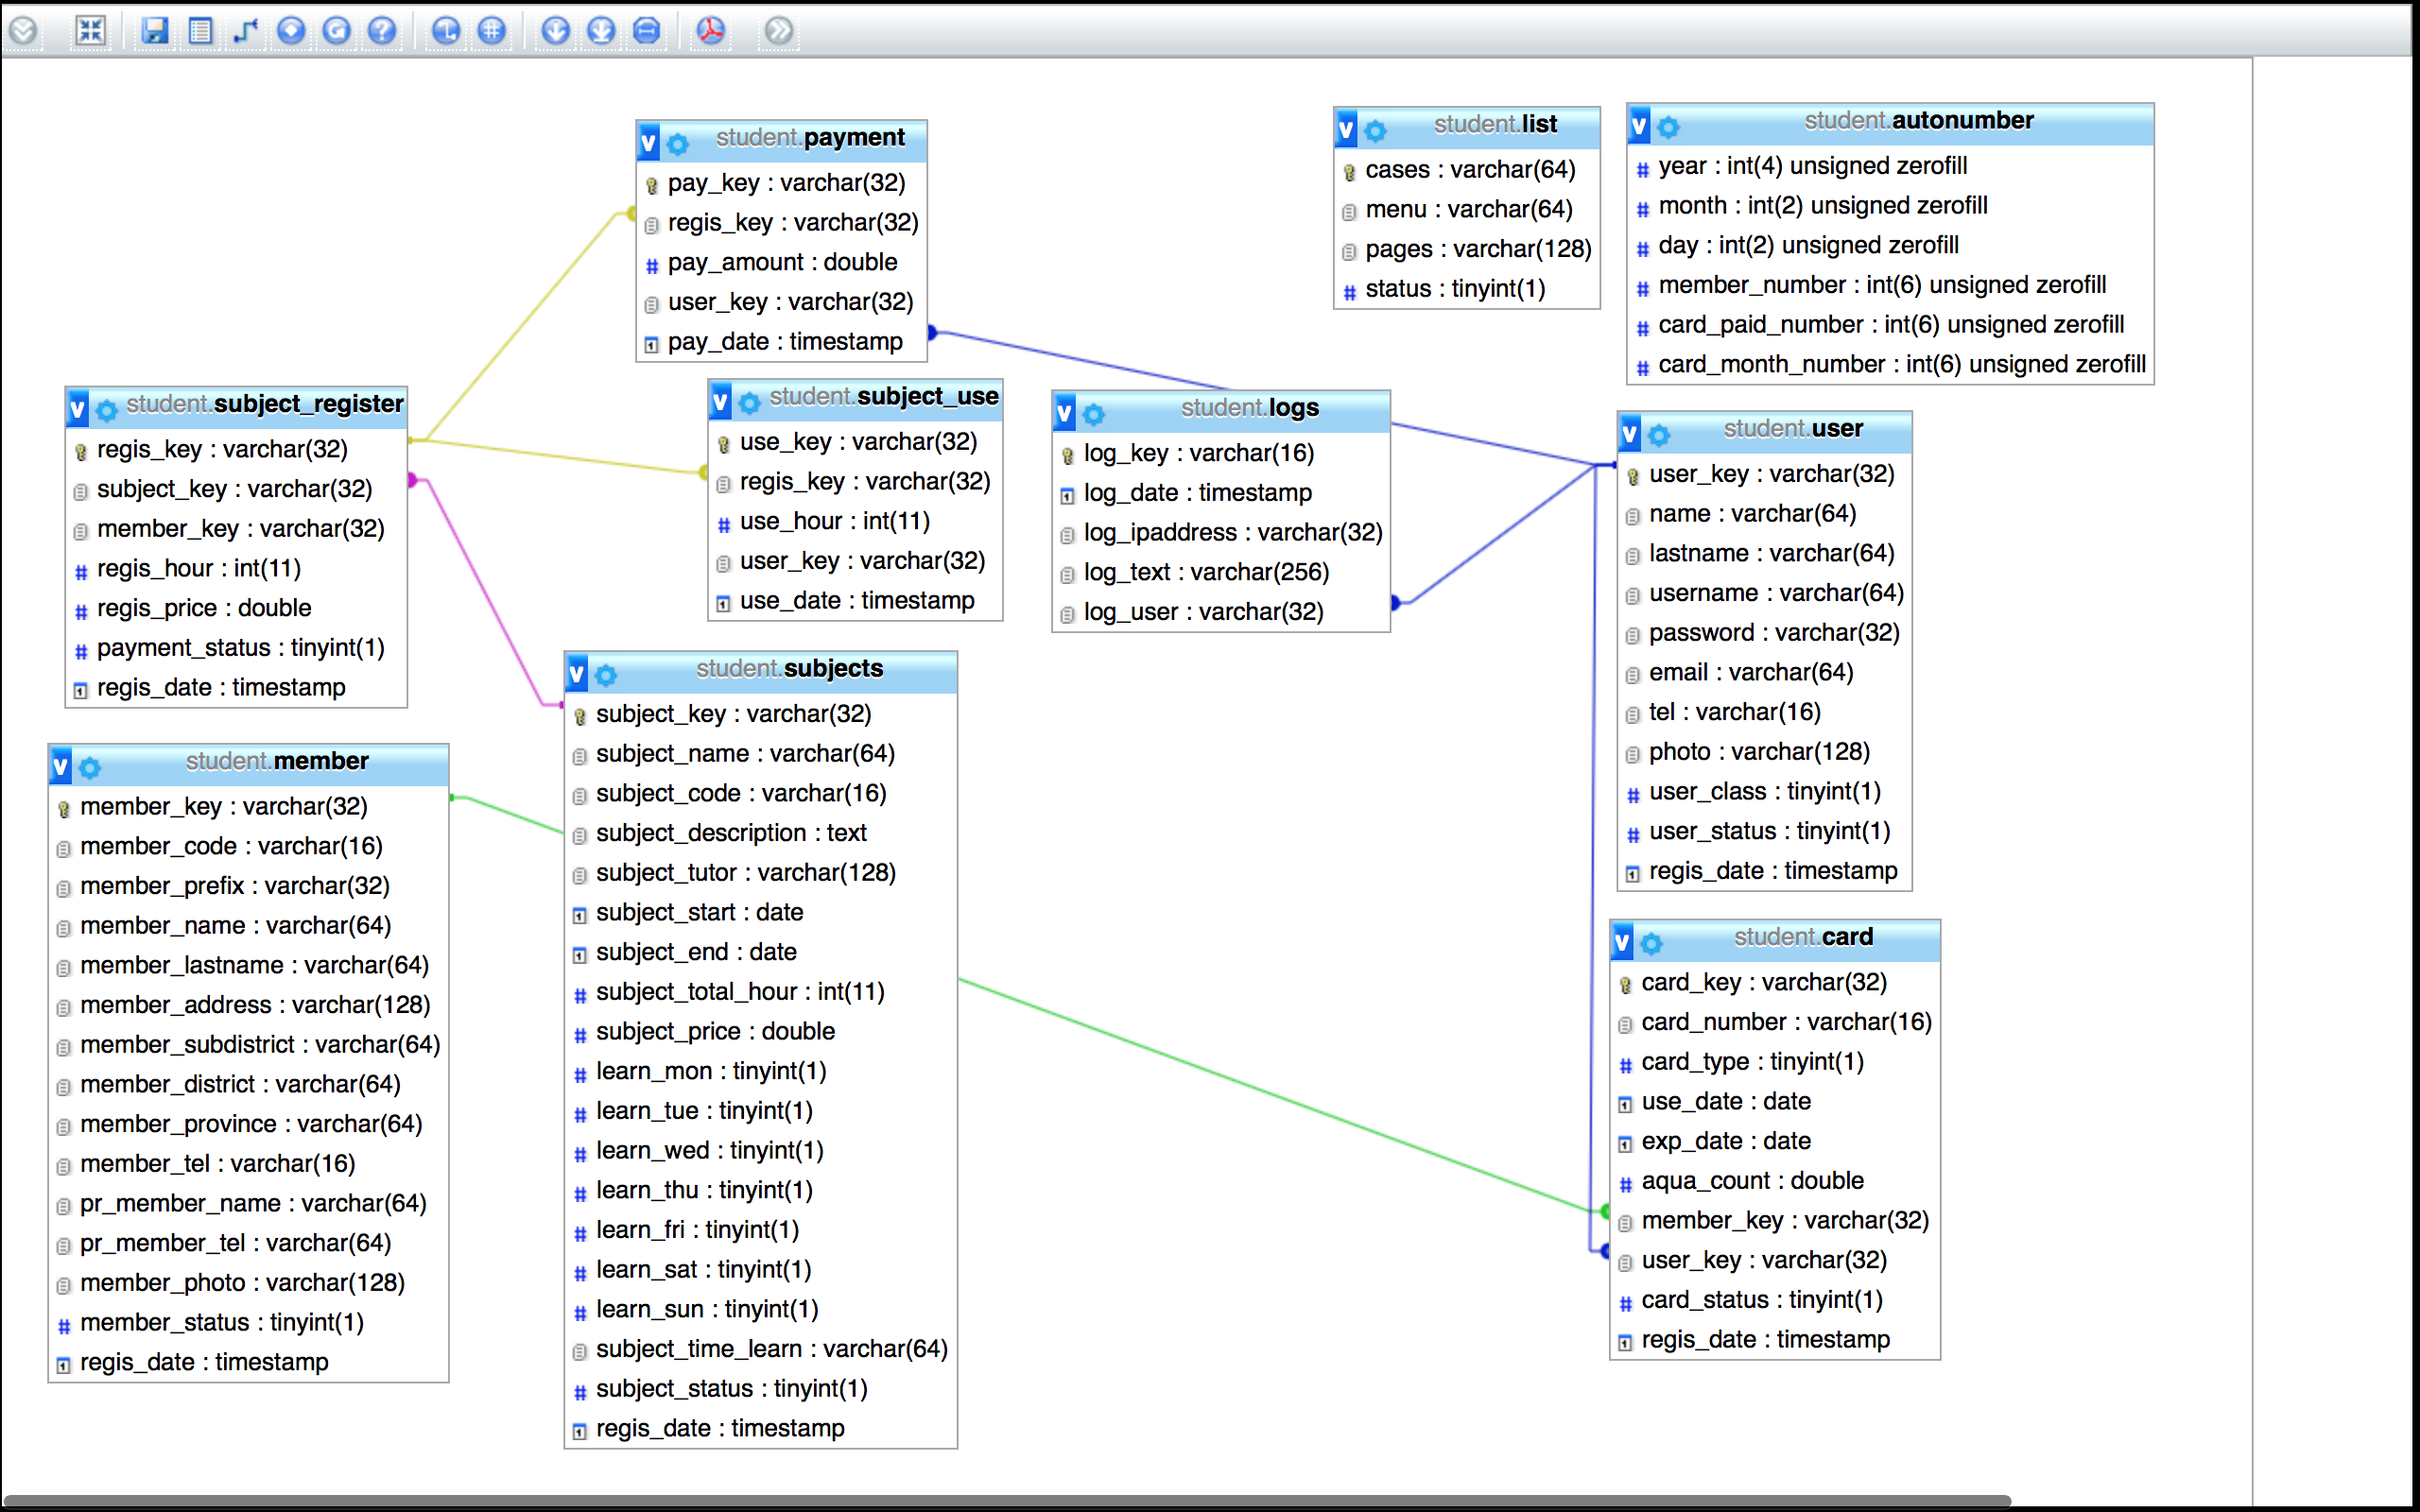 student.payment
pay_key : varchar(32)
regis_key : varchar(32)
pay_amount : double
user_key : varchar(32)
pay_date : timestamp
student.list
cases : varchar(64)
menu : varchar(64)
pages : varchar(128)
status : tinyint(1)
student.autonumber
year : int(4) unsigned zerofill
month : int(2) unsigned zerofill
day : int(2) unsigned zerofill
member_number : int(6) unsigned zerofill
card_paid_number : int(6) unsigned zerofill
card_month_number : int(6) unsigned zerofill
student.subject_register
regis_key : varchar(32)
subject_key : varchar(32)
member_key : varchar(32)
regis_hour : int(11)
regis_price : double
payment_status : tinyint(1)
regis_date : timestamp
student.subject_use
use_key : varchar(32)
regis_key : varchar(32)
use_hour : int(11)
user_key : varchar(32)
use_date : timestamp
student.logs
log_key : varchar(16)
log_date : timestamp
log_ipaddress : varchar(32)
log_text : varchar(256)
log_user : varchar(32)
student.user
user_key : varchar(32)
name : varchar(64)
lastname : varchar(64)
username : varchar(64)
password : varchar(32)
email : varchar(64)
tel : varchar(16)
photo : varchar(128)
user_class : tinyint(1)
user_status : tinyint(1)
regis_date : timestamp
student.member
member_key : varchar(32)
member_code : varchar(16)
member_prefix : varchar(32)
member_name : varchar(64)
member_lastname : varchar(64)
member_address : varchar(128)
member_subdistrict : varchar(64)
member_district : varchar(64)
member_province : varchar(64)
member_tel : varchar(16)
pr_member_name : varchar(64)
pr_member_tel : varchar(64)
member_photo : varchar(128)
member_status : tinyint(1)
regis_date : timestamp
student.subjects
subject_key : varchar(32)
subject_name : varchar(64)
subject_code : varchar(16)
subject_description : text
subject_tutor : varchar(128)
subject_start : date
subject_end : date
subject_total_hour : int(11)
subject_price : double
learn_mon : tinyint(1)
learn_tue : tinyint(1)
learn_wed : tinyint(1)
learn_thu : tinyint(1)
learn_fri : tinyint(1)
learn_sat : tinyint(1)
learn_sun : tinyint(1)
subject_time_learn : varchar(64)
subject_status : tinyint(1)
regis_date : timestamp
student.card
card_key : varchar(32)
card_number : varchar(16)
card_type : tinyint(1)
use_date : date
exp_date : date
aqua_count : double
member_key : varchar(32)
user_key : varchar(32)
card_status : tinyint(1)
regis_date : timestamp